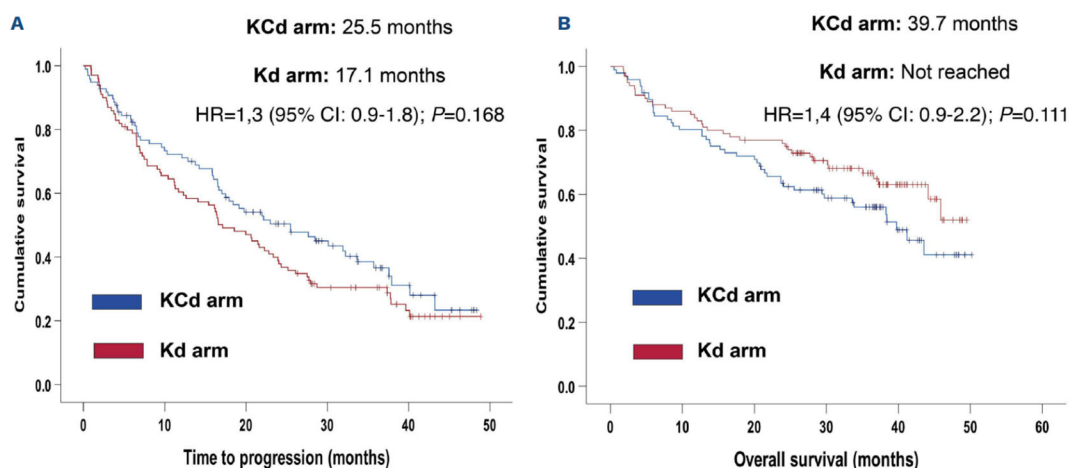 A
KCd arm: 25.5 months
Kd arm: 17.1 months
HR=1,3 (95% CI: 0.9-1.8); P=0.168
Cumulative survival
1.0
0.8
0.6
0.4
0.2
0.0
KCd arm
Kd arm
0 10 20 30 40 50
Time to progression (months)
B
KCd arm: 39.7 months
Kd arm: Not reached
HR=1,4 (95% CI: 0.9-2.2); P=0.111
Cumulative survival
1.0
0.8
0.6
0.4
0.2
0.0
KCd arm
Kd arm
0 10 20 30 40 50 60
Overall survival (months)